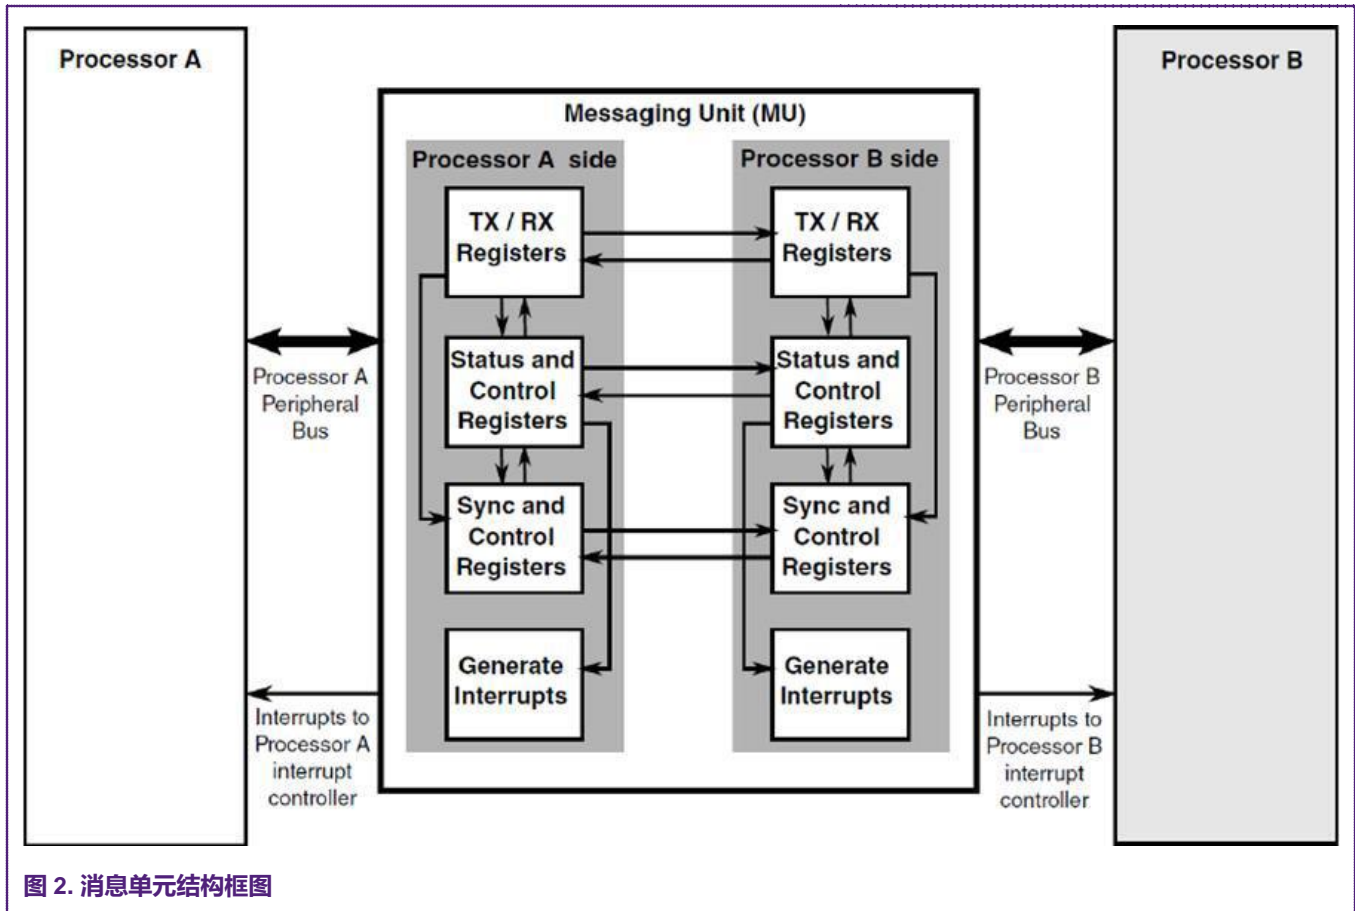 Processor A
Processor B
Messaging Unit (MU)
Processor A side
Processor B side
TX / RX
Registers
TX / RX
Registers
Status and
Control
Registers
Status and
Control
Registers
Processor A
Peripheral
Bus
Processor B
Peripheral
Bus
Sync and
Control
Registers
Sync and
Control
Registers
Generate
Interrupts
Generate
Interrupts
Interrupts to
Processor A
interrupt
controller
Interrupts to
Processor B
interrupt
controller
图 2. 消息单元结构框图